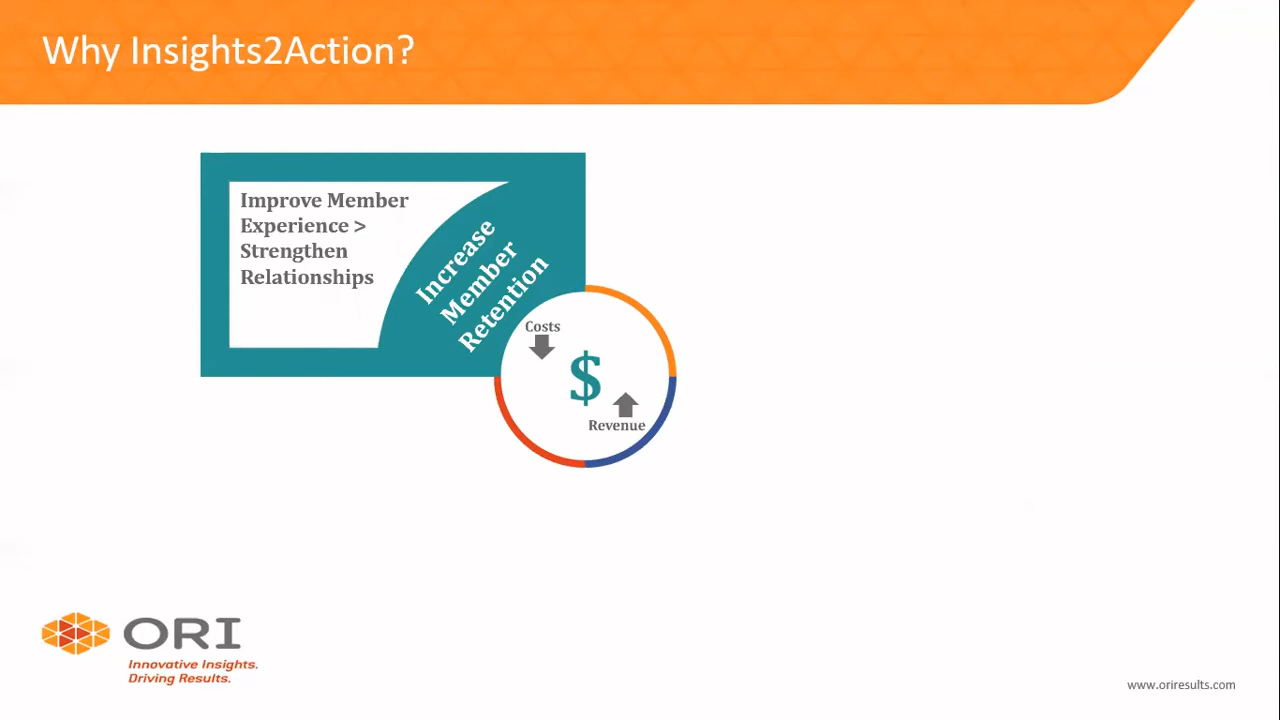 Why Insights2Action?
Improve Member
Experience >
Strengthen
Relationships
Increase
Member
Retention
Costs
$
Revenue
ORI
Innovative Insights.
Driving Results.
www.oriresults.com